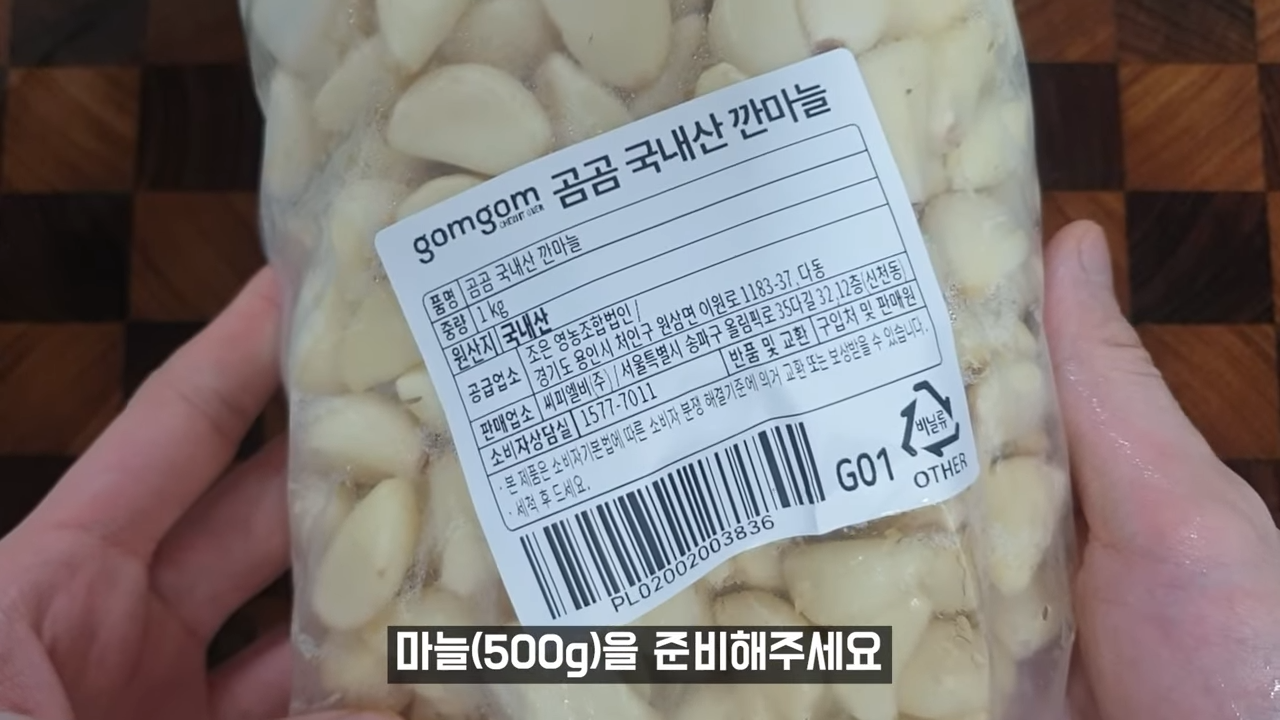 gomgom 곰곰 국내산 깐마늘
품명 곰곰 국내산 깐마늘
중량 1 kg
원산지 국내산
공급업소 조은 영농조합법인 /
경기도 용인시 처인구 원삼면 이원로 1183-37, 다동
판매업소 씨피엘비(주) / 서울특별시 송파구 올림픽로 35다길 32, 12층(신천동)
소비자상담실 1577-7011 반품 및 교환 구입처 및 판매원
· 본 제품은 소비자기본법에 따른 소비자 분쟁 해결기준에 의거 교환 또는 보상받을 수 있습니다.
· 세척 후 드세요.
비닐류
G01
OTHER
PL02002003836
마늘(500g)을 준비해주세요